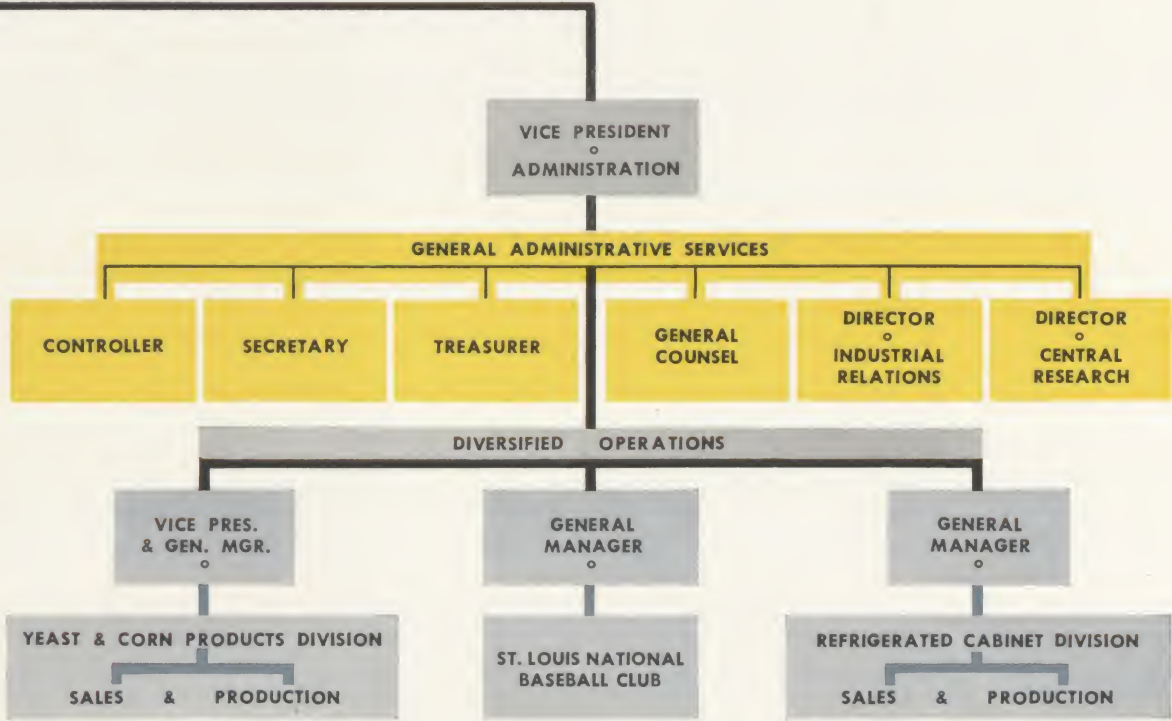 VICE PRESIDENT
o
ADMINISTRATION
GENERAL ADMINISTRATIVE SERVICES
CONTROLLER
SECRETARY
TREASURER
GENERAL
COUNSEL
DIRECTOR
o
INDUSTRIAL
RELATIONS
DIRECTOR
o
CENTRAL
RESEARCH
DIVERSIFIED OPERATIONS
VICE PRES.
& GEN. MGR.
o
GENERAL
MANAGER
o
GENERAL
MANAGER
o
YEAST & CORN PRODUCTS DIVISION
SALES & PRODUCTION
ST. LOUIS NATIONAL
BASEBALL CLUB
REFRIGERATED CABINET DIVISION
SALES & PRODUCTION